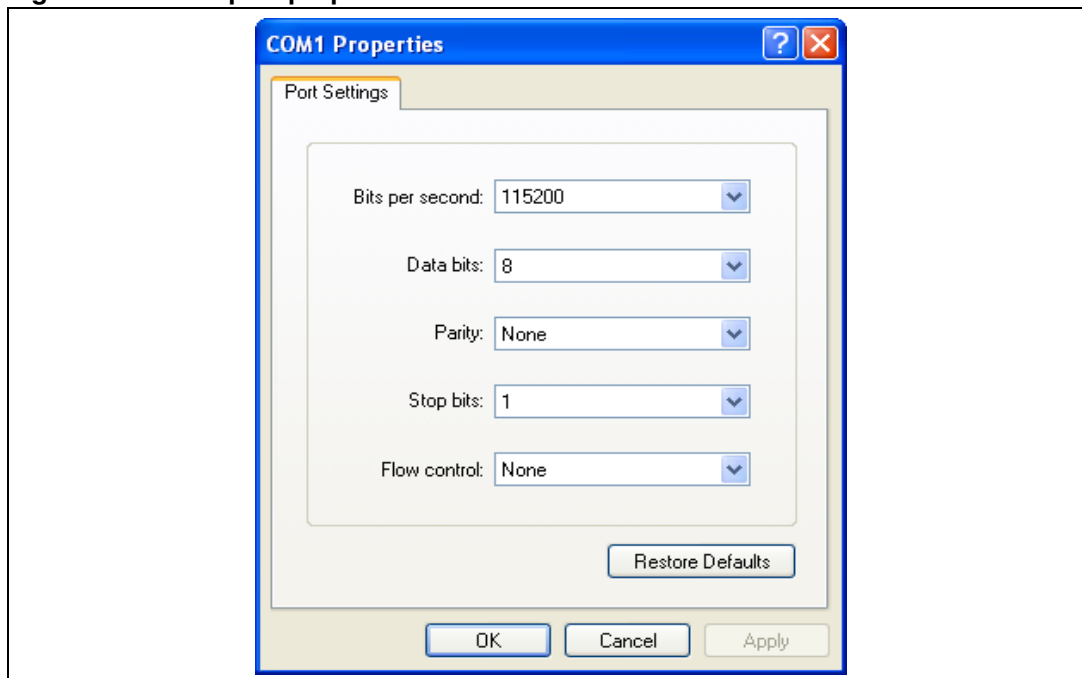 COM1 Properties
Port Settings
Bits per second: 115200
Data bits: 8
Parity: None
Stop bits: 1
Flow control: None
Restore Defaults
OK Cancel Apply